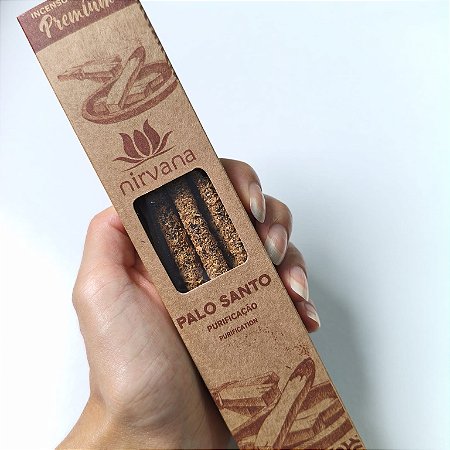 INCENSO
Premium
nirvana
PALO SANTO
PURIFICAÇÃO
PURIFICATION